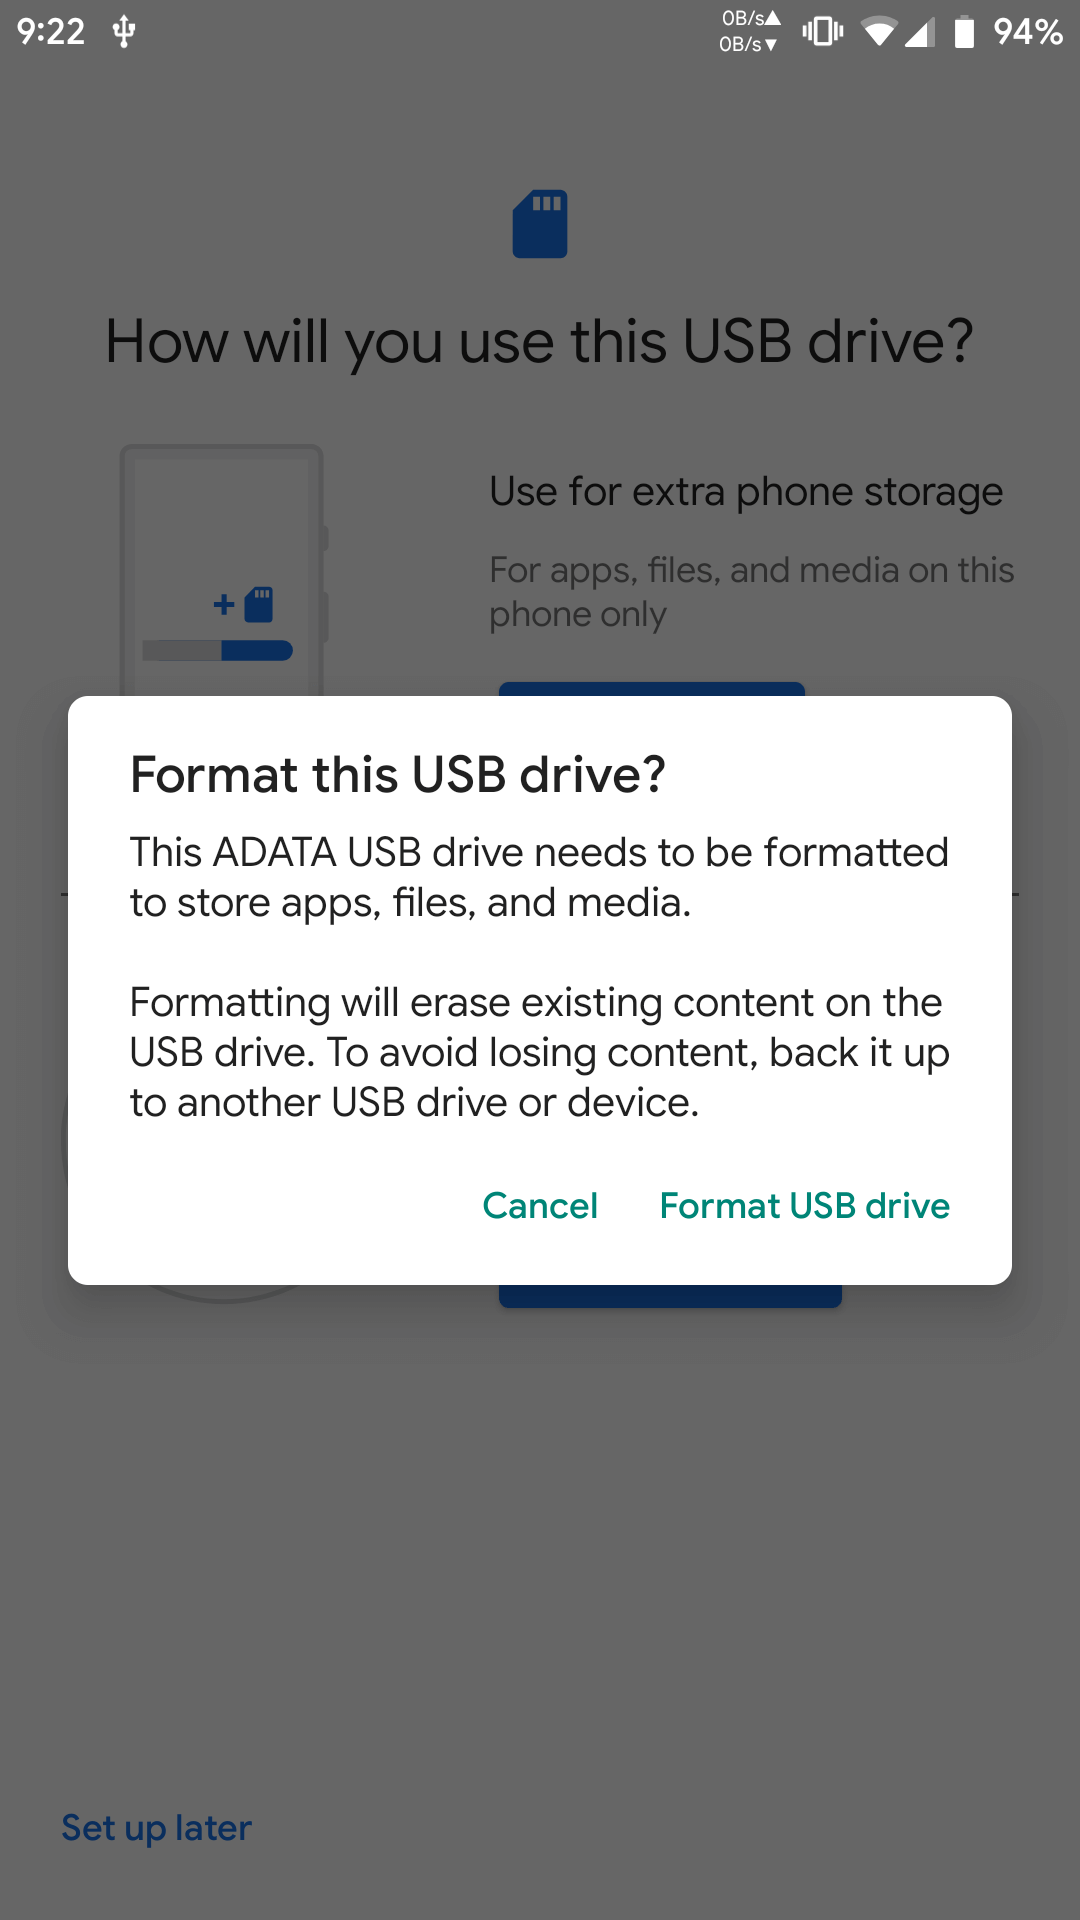 9:22
0B/s▲
0B/s▼
94%
How will you use this USB drive?
Use for extra phone storage
For apps, files, and media on this
phone only
Format this USB drive?
This ADATA USB drive needs to be formatted
to store apps, files, and media.
Formatting will erase existing content on the
USB drive. To avoid losing content, back it up
to another USB drive or device.
Cancel
Format USB drive
Set up later